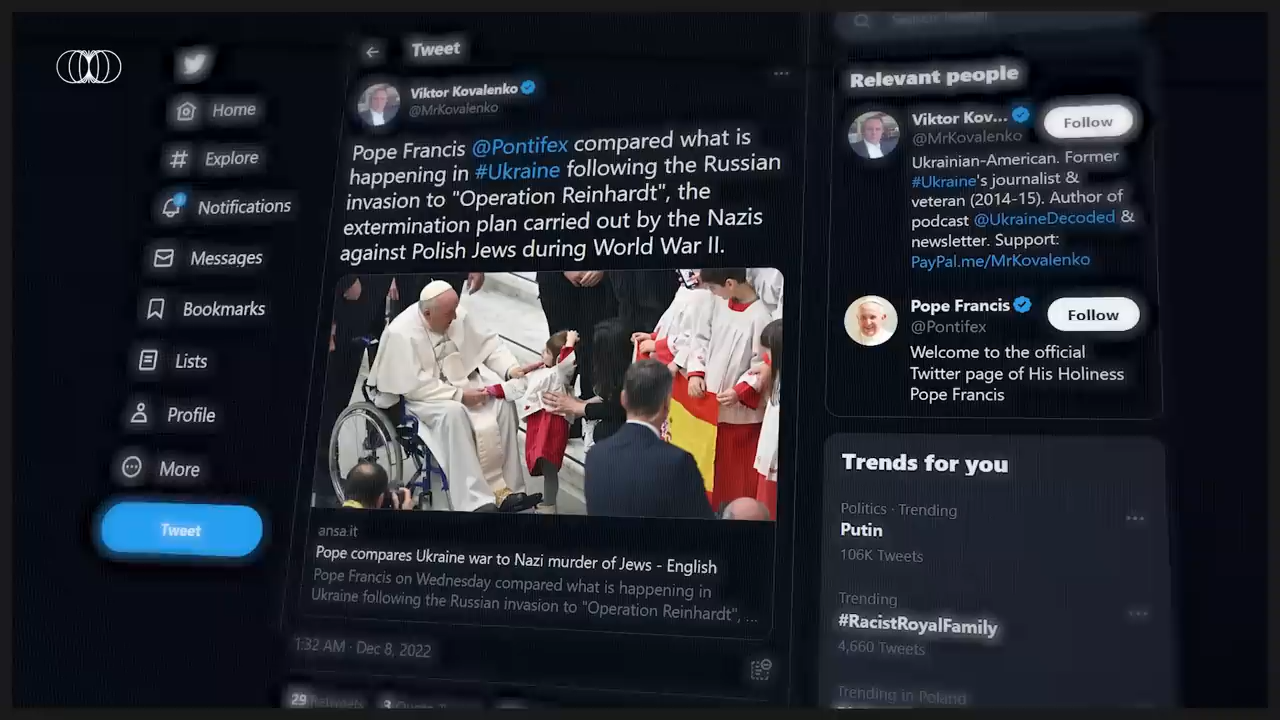 Home
Explore
Notifications
Messages
Bookmarks
Lists
Profile
More
Tweet
Tweet
Viktor Kovalenko
@MrKovalenko
Pope Francis @Pontifex compared what is
happening in #Ukraine following the Russian
invasion to "Operation Reinhardt", the
extermination plan carried out by the Nazis
against Polish Jews during World War II.
ansa.it
Pope compares Ukraine war to Nazi murder of Jews - English
Pope Francis on Wednesday compared what is happening in
Ukraine following the Russian invasion to "Operation Reinhardt", ...
1:32 AM · Dec 8, 2022
29 Retweets
Relevant people
Viktor Kov...
@MrKovalenko
Follow
Ukrainian-American. Former
#Ukraine's journalist &
veteran (2014-15). Author of
podcast @UkraineDecoded &
newsletter. Support:
PayPal.me/MrKovalenko
Pope Francis
@Pontifex
Follow
Welcome to the official
Twitter page of His Holiness
Pope Francis
Trends for you
Politics · Trending
Putin
106K Tweets
Trending
#RacistRoyalFamily
4,660 Tweets
Trending in Poland